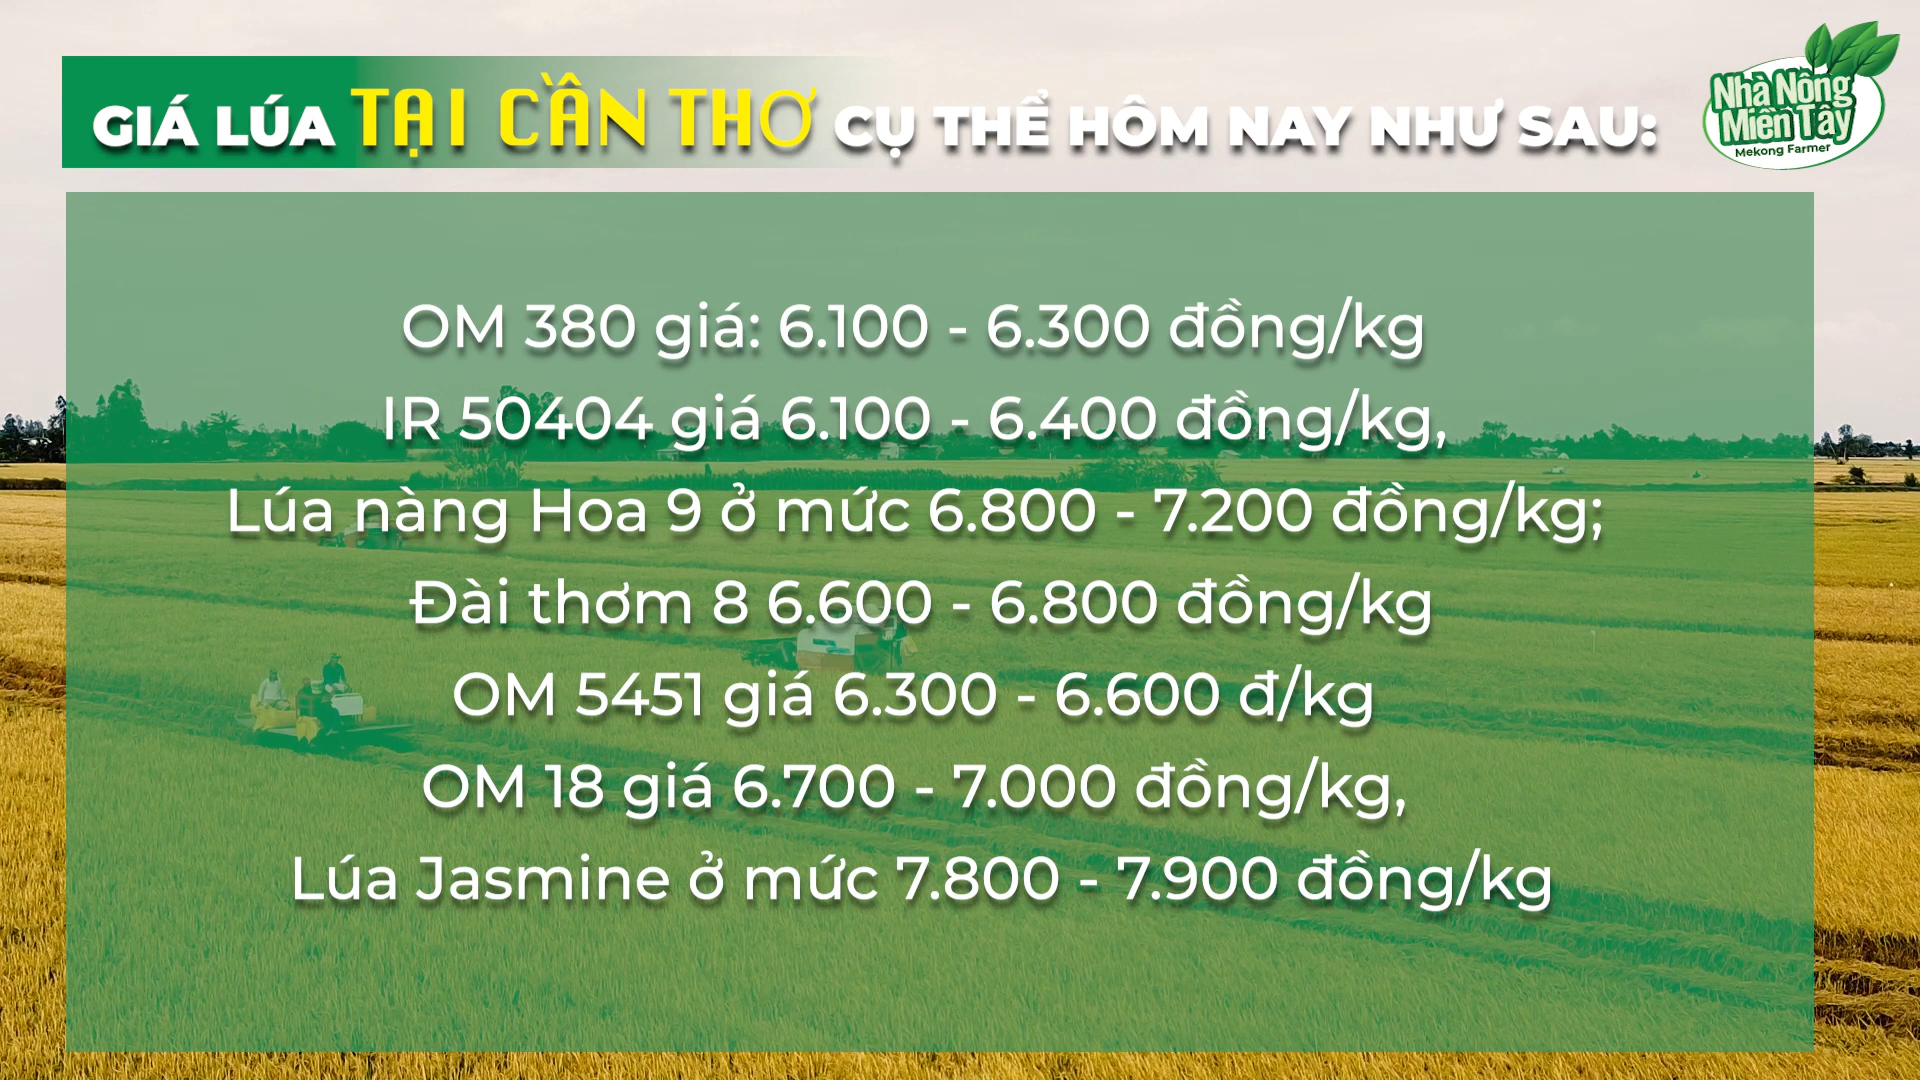 GIÁ LÚA TẠI CẦN THƠ CỤ THỂ HÔM NAY NHƯ SAU:
Nhà Nông
Miền Tây
Mekong Farmer
OM 380 giá: 6.100 - 6.300 đồng/kg
IR 50404 giá 6.100 - 6.400 đồng/kg,
Lúa nàng Hoa 9 ở mức 6.800 - 7.200 đồng/kg;
Đài thơm 8 6.600 - 6.800 đồng/kg
OM 5451 giá 6.300 - 6.600 đ/kg
OM 18 giá 6.700 - 7.000 đồng/kg,
Lúa Jasmine ở mức 7.800 - 7.900 đồng/kg